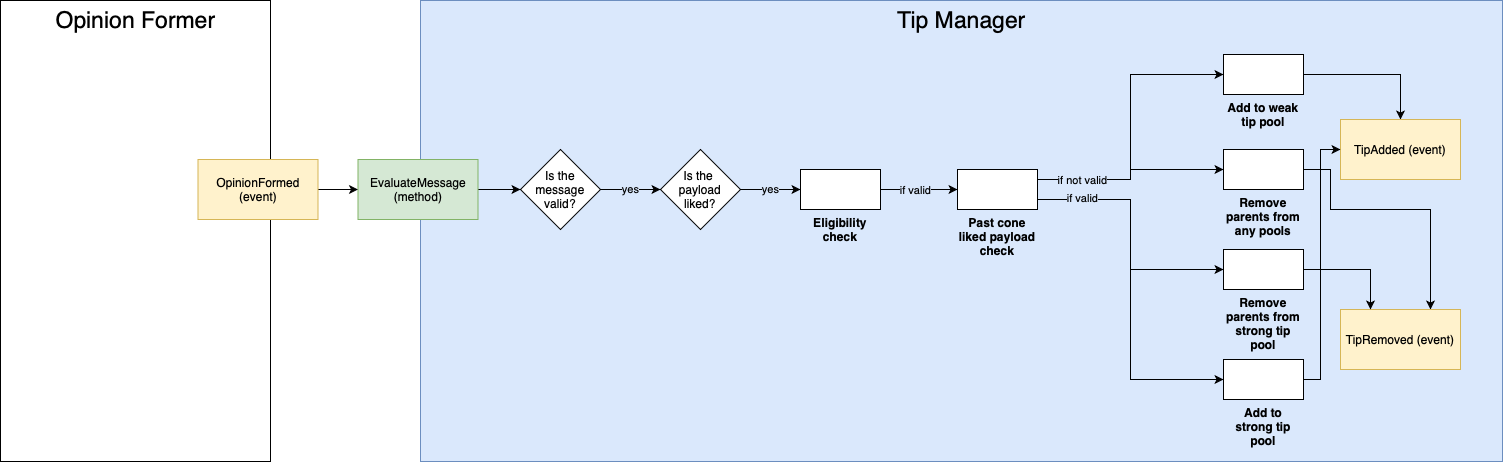 Opinion Former
Tip Manager
OpinionFormed
(event)
EvaluateMessage
(method)
Is the
message
valid?
yes
Is the
payload
liked?
yes
Eligibility
check
if valid
Past cone
liked payload
check
if not valid
if valid
Add to weak
tip pool
Remove
parents from
any pools
Remove
parents from
strong tip
pool
Add to
strong tip
pool
TipAdded (event)
TipRemoved (event)